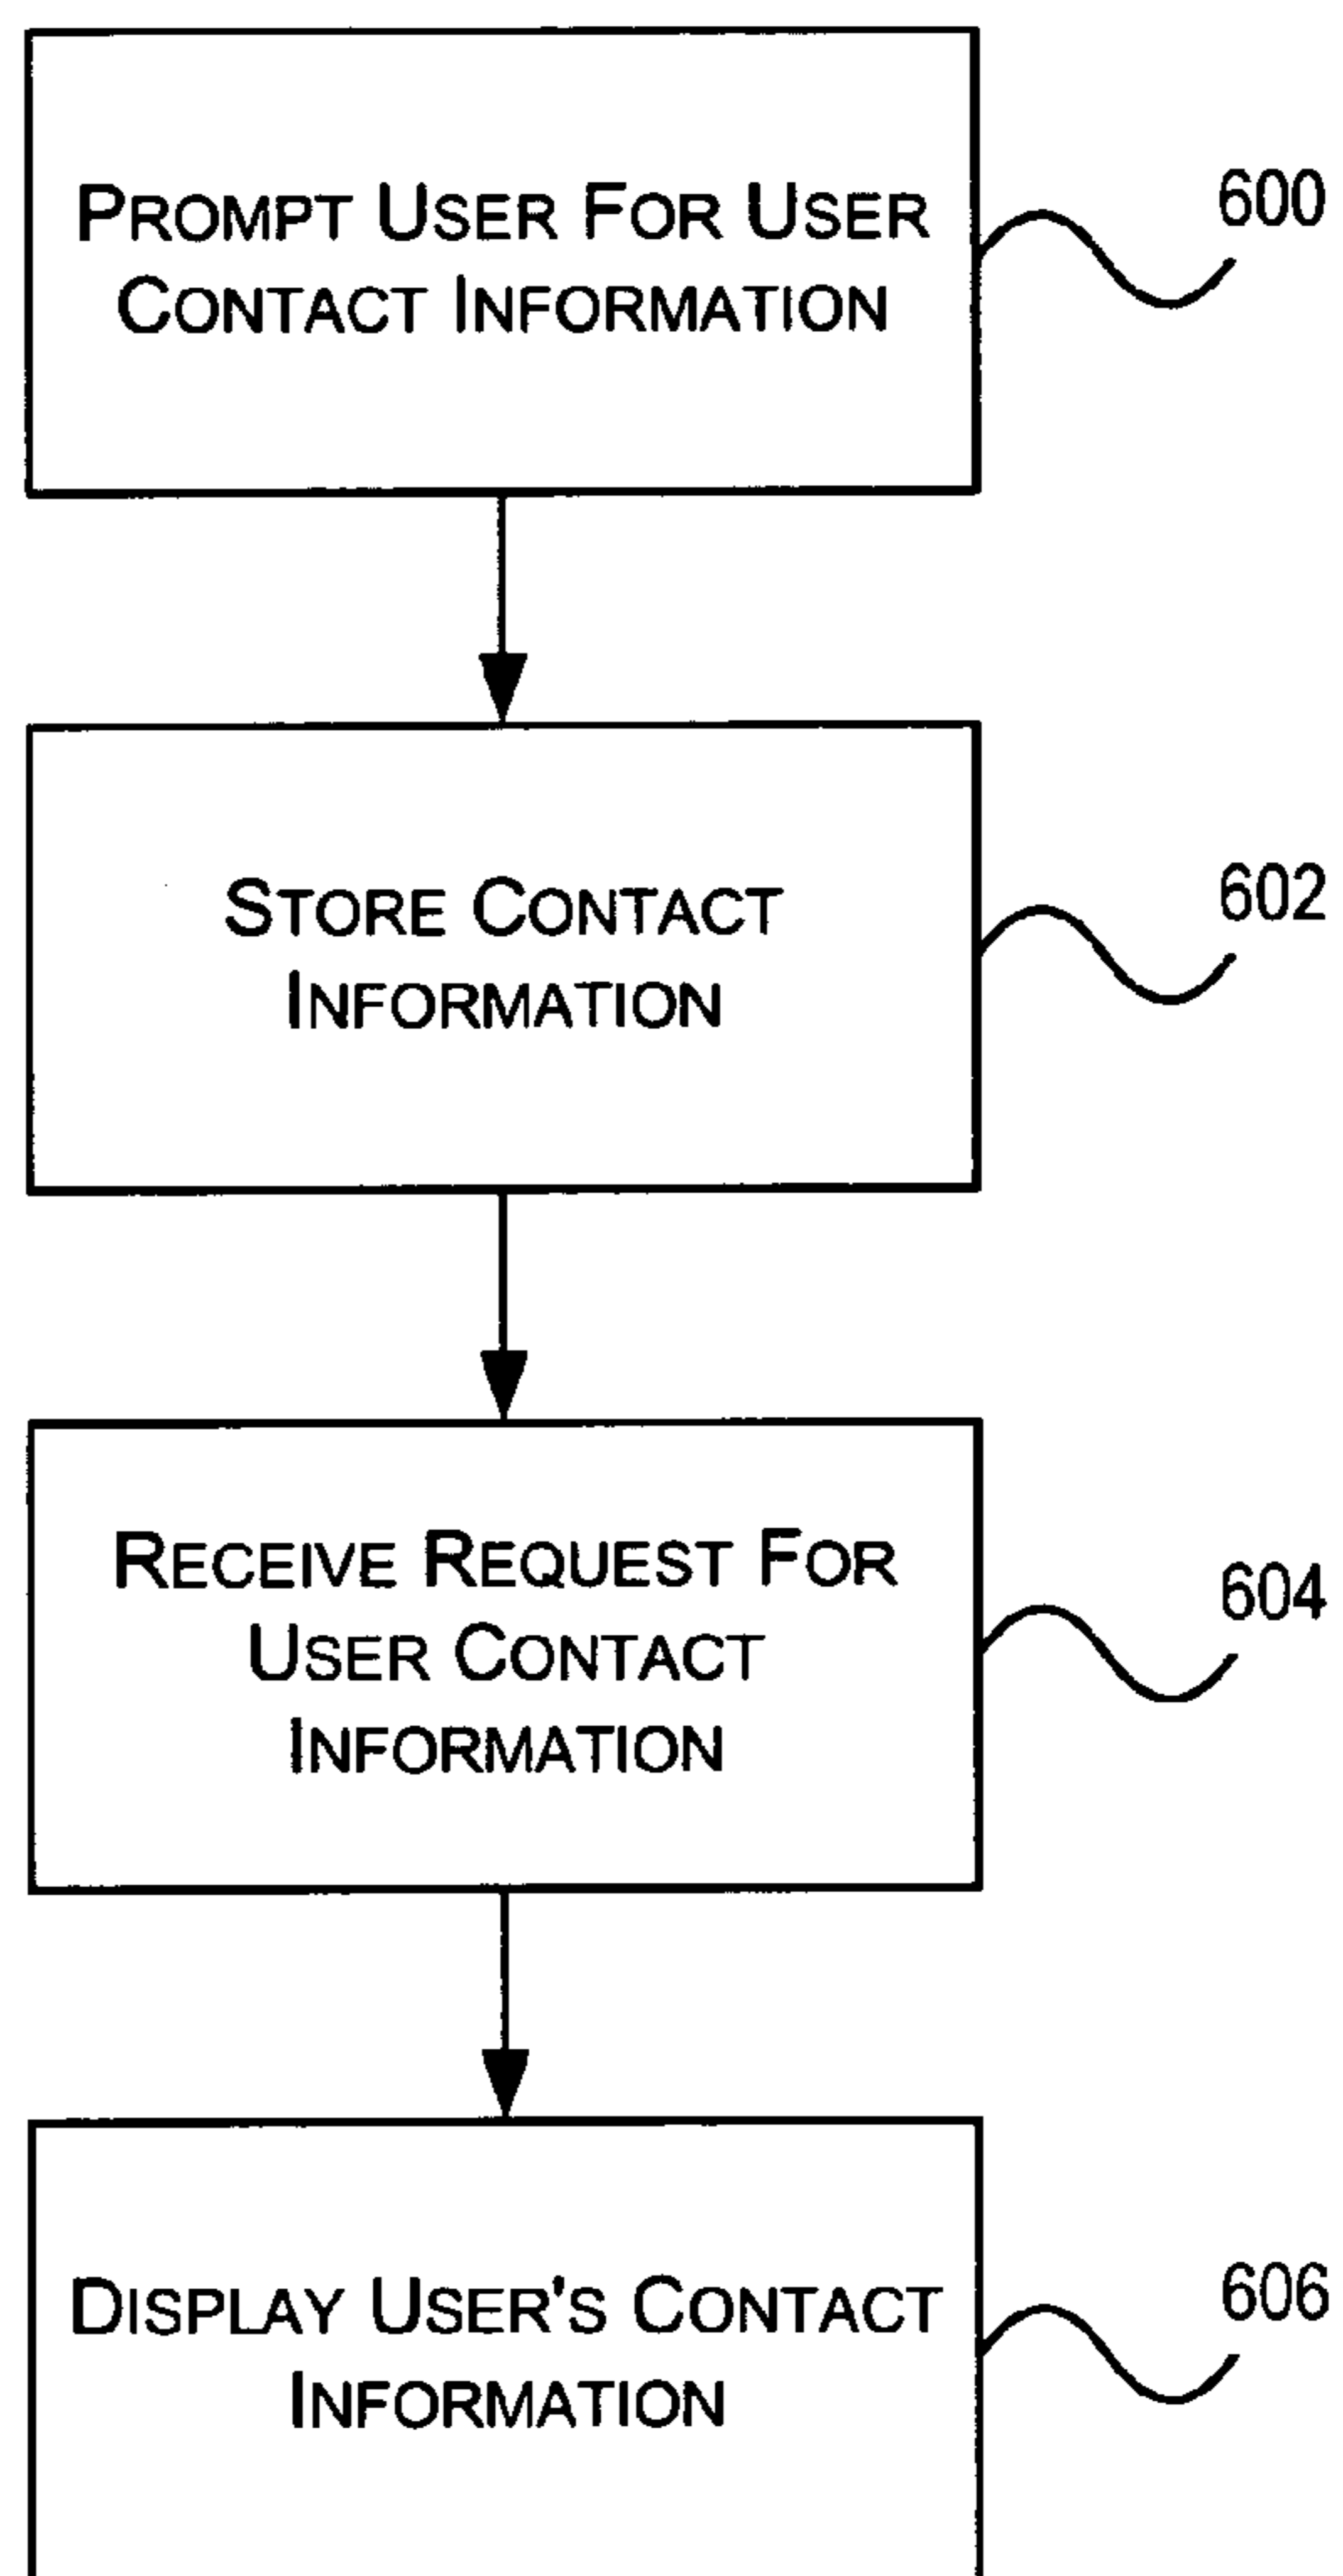 PROMPT USER FOR USER
CONTACT INFORMATION
600
STORE CONTACT
INFORMATION
602
RECEIVE REQUEST FOR
USER CONTACT
INFORMATION
604
DISPLAY USER'S CONTACT
INFORMATION
606